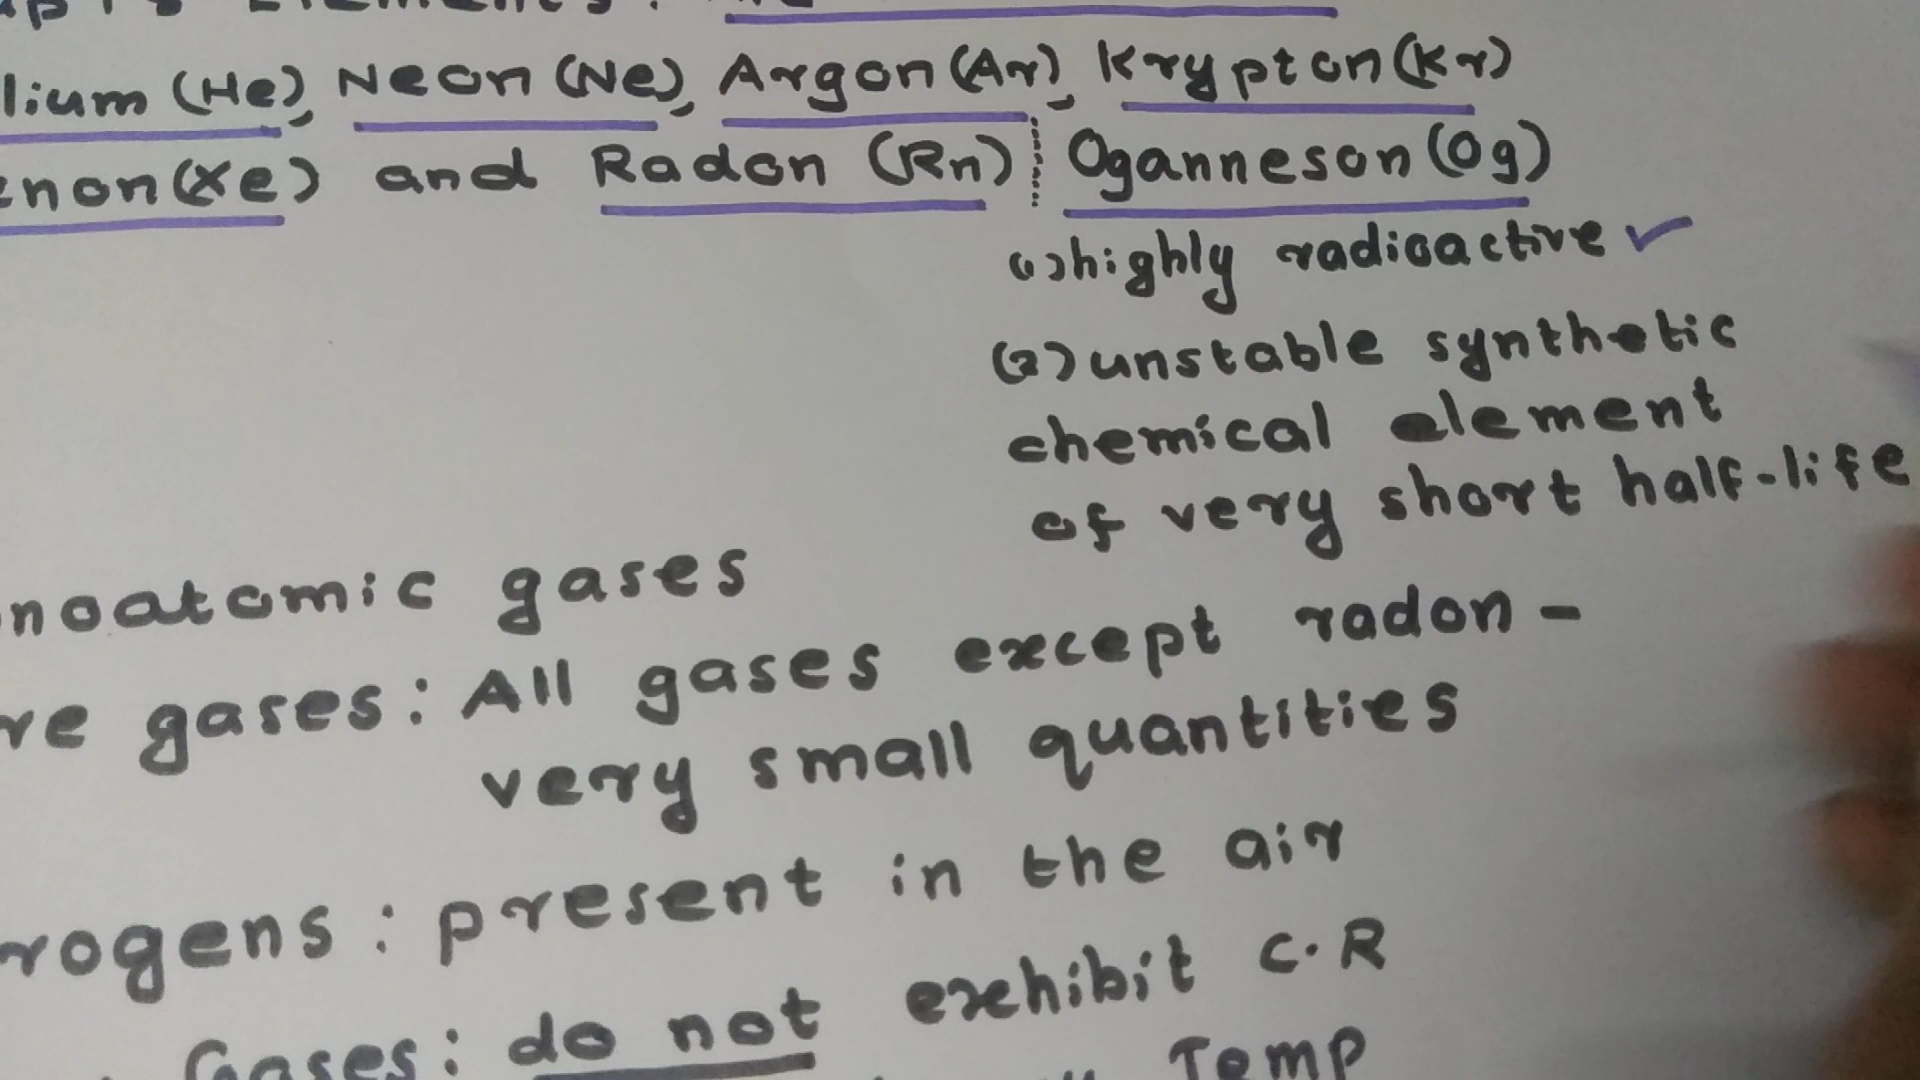 Elements:
lium (He), Neon (Ne), Argon (Ar), Krypton (Kr)
enon (Xe) and Radon (Rn) Oganneson (Og)
(1) highly radioactive ✓
(2) unstable synthetic
chemical element
of very short half-life
noatomic gases
re gases: All gases except radon -
very small quantities
rogens: present in the air
Gases: do not exhibit C.R
Temp